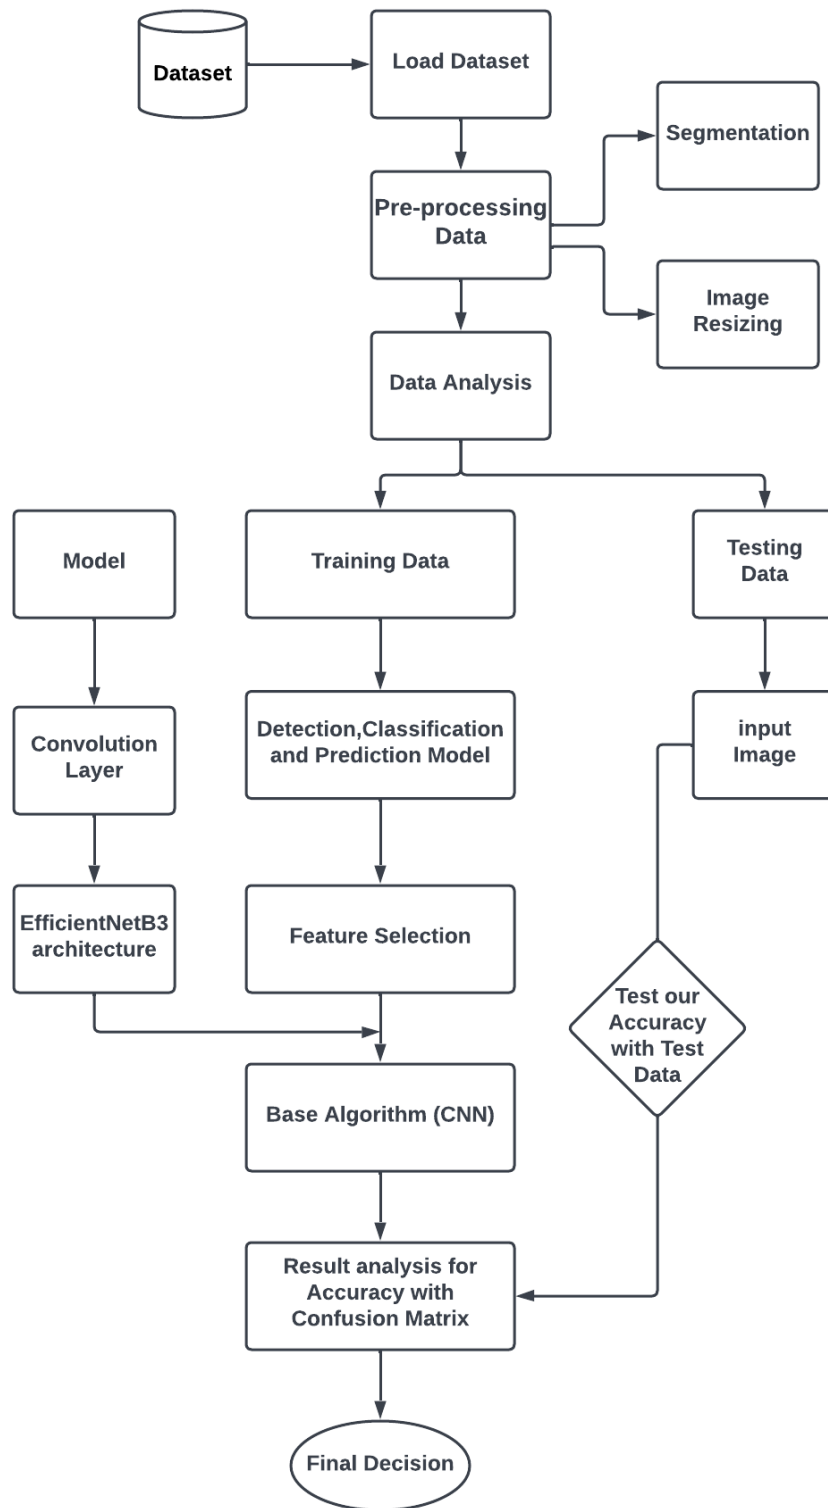 Dataset
Load Dataset
Segmentation
Pre-processing
Data
Image
Resizing
Data Analysis
Model
Training Data
Testing
Data
Convolution
Layer
Detection,Classification
and Prediction Model
input
Image
EfficientNetB3
architecture
Feature Selection
Test our
Accuracy
with Test
Data
Base Algorithm (CNN)
Result analysis for
Accuracy with
Confusion Matrix
Final Decision